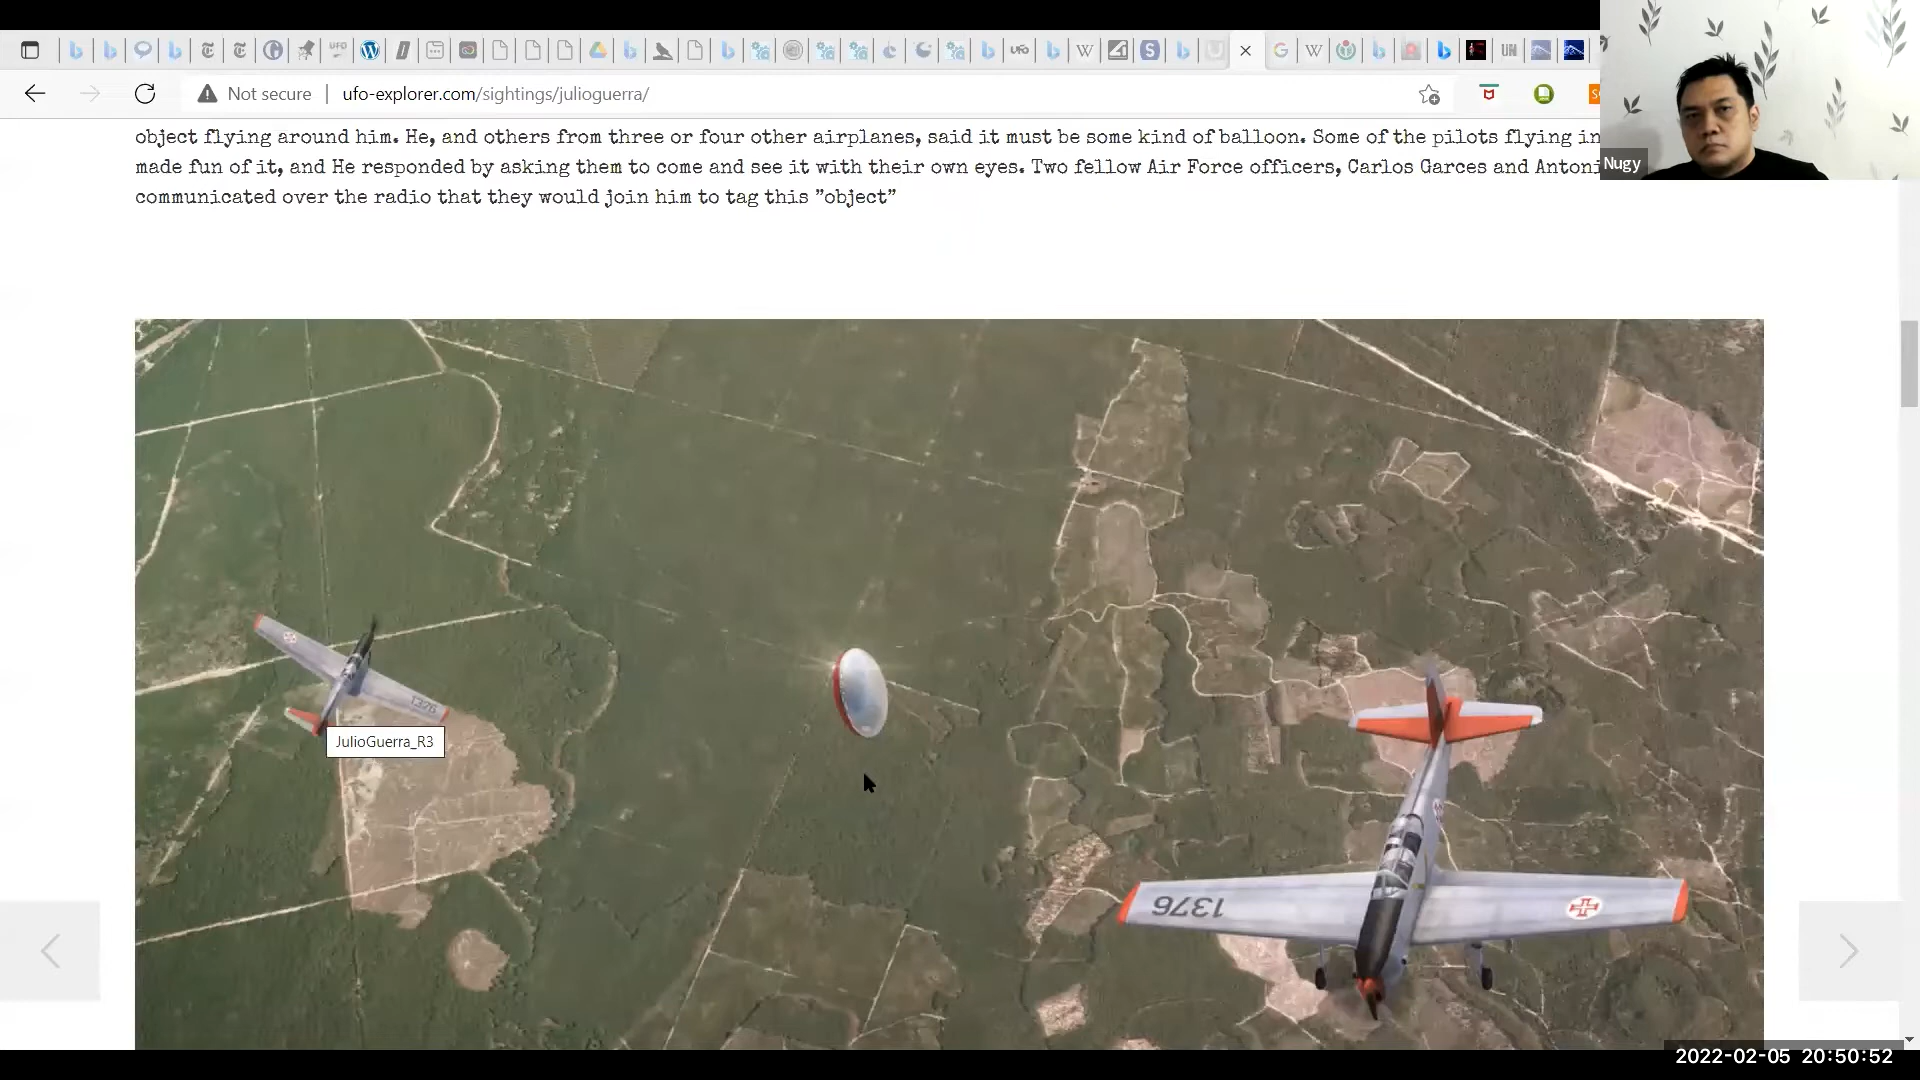 Not secure
ufo-explorer.com/sightings/julioguerra/
Nugy
object flying around him. He, and others from three or four other airplanes, said it must be some kind of balloon. Some of the pilots flying in
made fun of it, and He responded by asking them to come and see it with their own eyes. Two fellow Air Force officers, Carlos Garces and Antoni
communicated over the radio that they would join him to tag this "object"
1376
JulioGuerra_R3
1376
2022-02-05 20:50:52